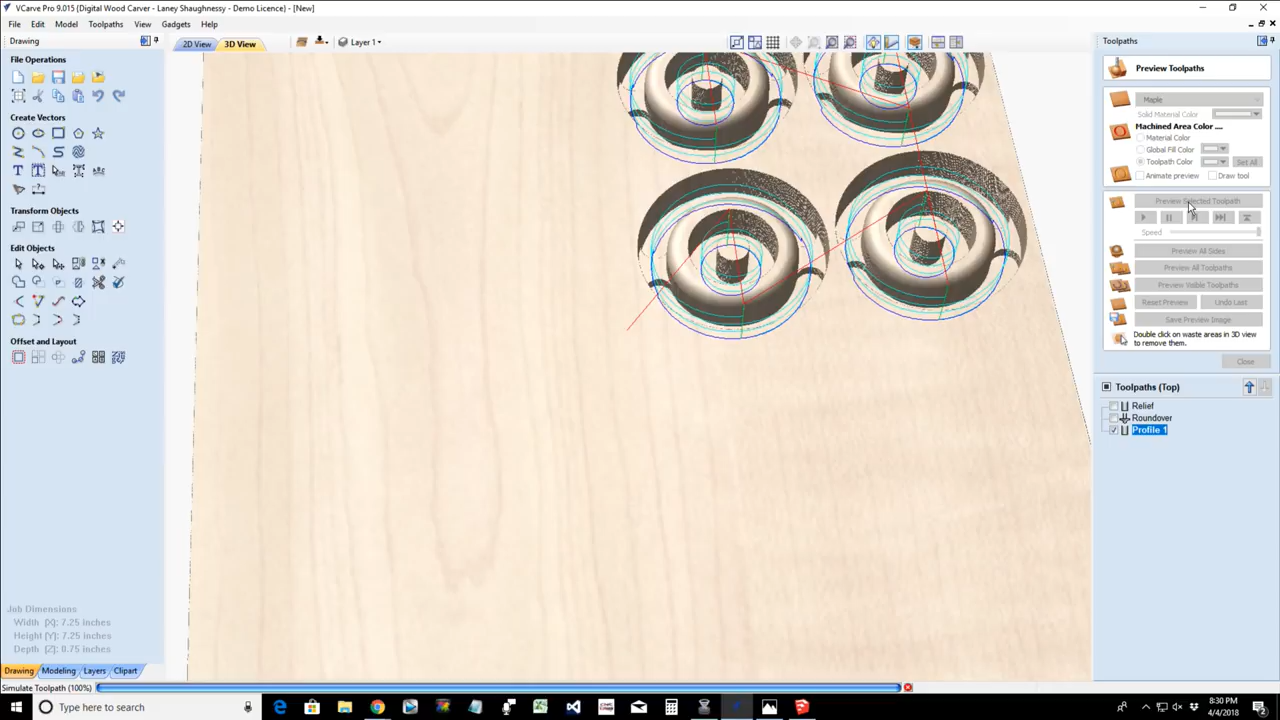 VCarve Pro 9.015 (Digital Wood Carver - Laney Shaughnessy - Demo Licence) - [New]
File Edit Model Toolpaths View Gadgets Help
Drawing
2D View
3D View
Layer 1
Toolpaths
File Operations
Create Vectors
Transform Objects
Edit Objects
Offset and Layout
Job Dimensions
Width (X): 7.25 inches
Height (Y): 7.25 inches
Depth (Z): 0.75 inches
Drawing
Modeling
Layers
Clipart
Simulate Toolpath (100%)
Preview Toolpaths
Maple
Solid Material Color
Machined Area Color ....
Material Color
Global Fill Color
Toolpath Color
Set All
Animate preview
Draw tool
Preview Selected Toolpath
Speed
Preview All Sides
Preview All Toolpaths
Preview Visible Toolpaths
Reset Preview
Undo Last
Save Preview Image
Double click on waste areas in 3D view
to remove them.
Close
Toolpaths (Top)
Relief
Roundover
Profile 1
Type here to search
8:30 PM
4/4/2018